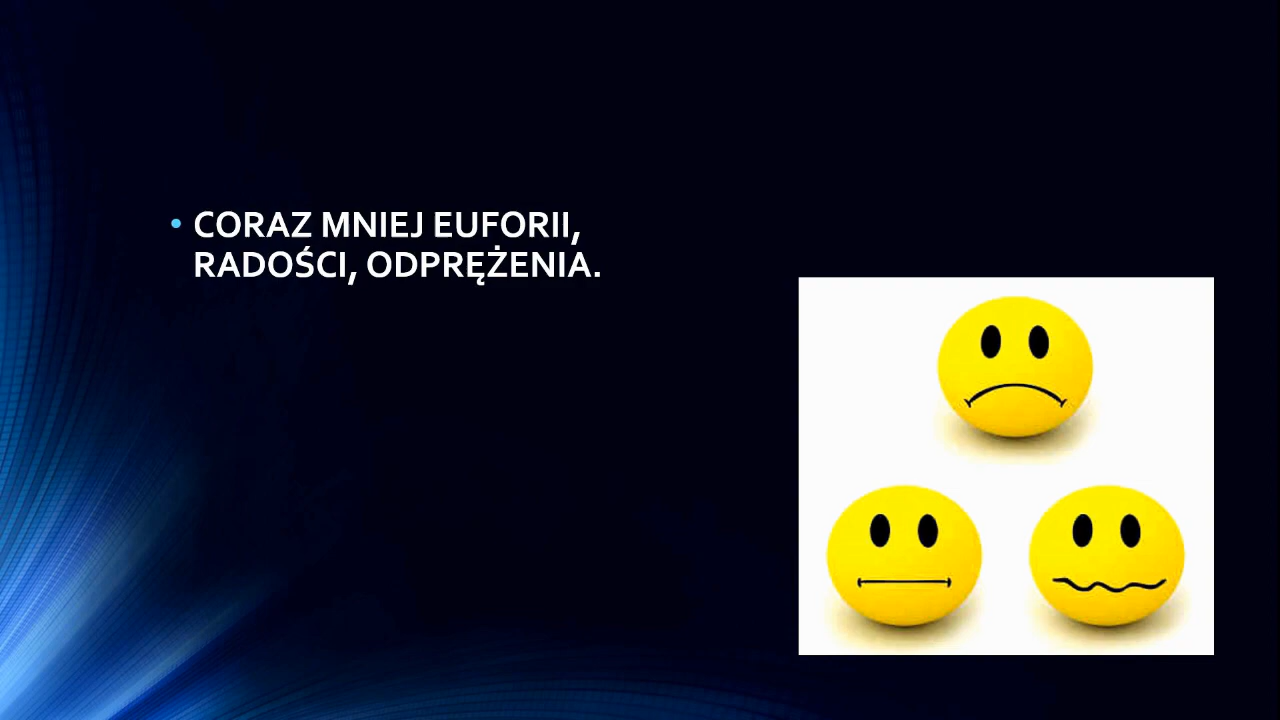 • CORAZ MNIEJ EUFORII,
RADOŚCI, ODPRĘŻENIA.